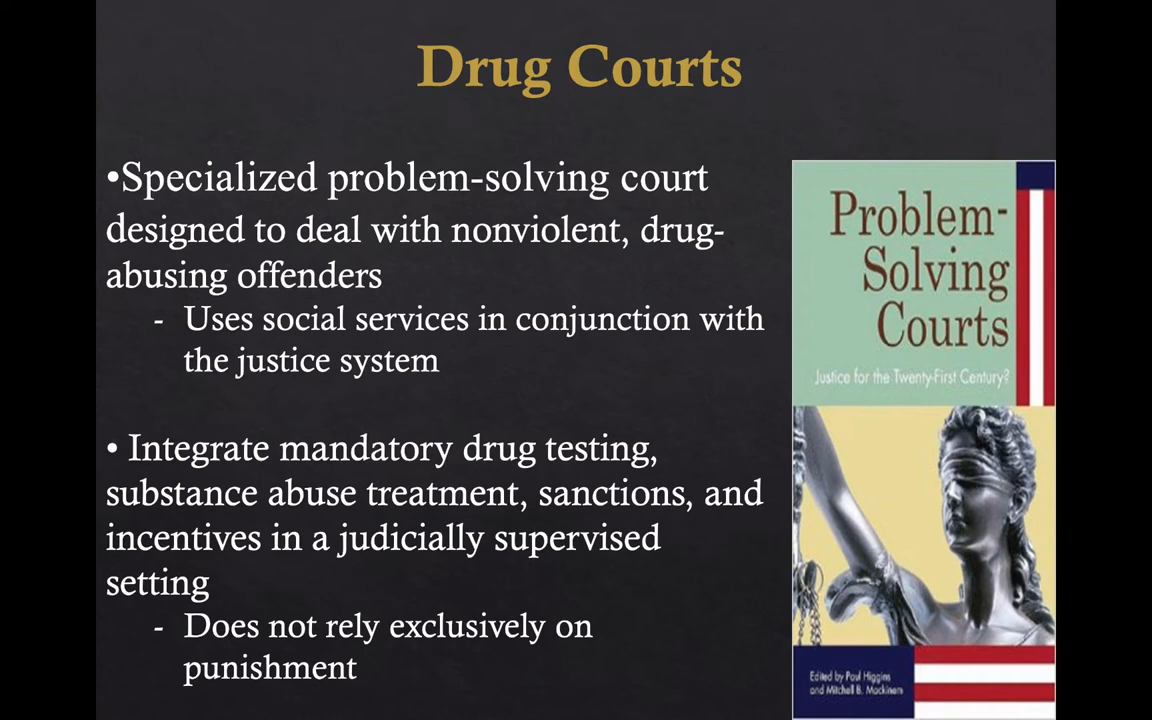 Drug Courts
•Specialized problem-solving court
designed to deal with nonviolent, drug-
abusing offenders
- Uses social services in conjunction with
the justice system
• Integrate mandatory drug testing,
substance abuse treatment, sanctions, and
incentives in a judicially supervised
setting
- Does not rely exclusively on
punishment
Problem-
Solving
Courts
Justice for the Twenty-First Century?
Edited by Paul Higgins
and Mitchell B. Mackinem